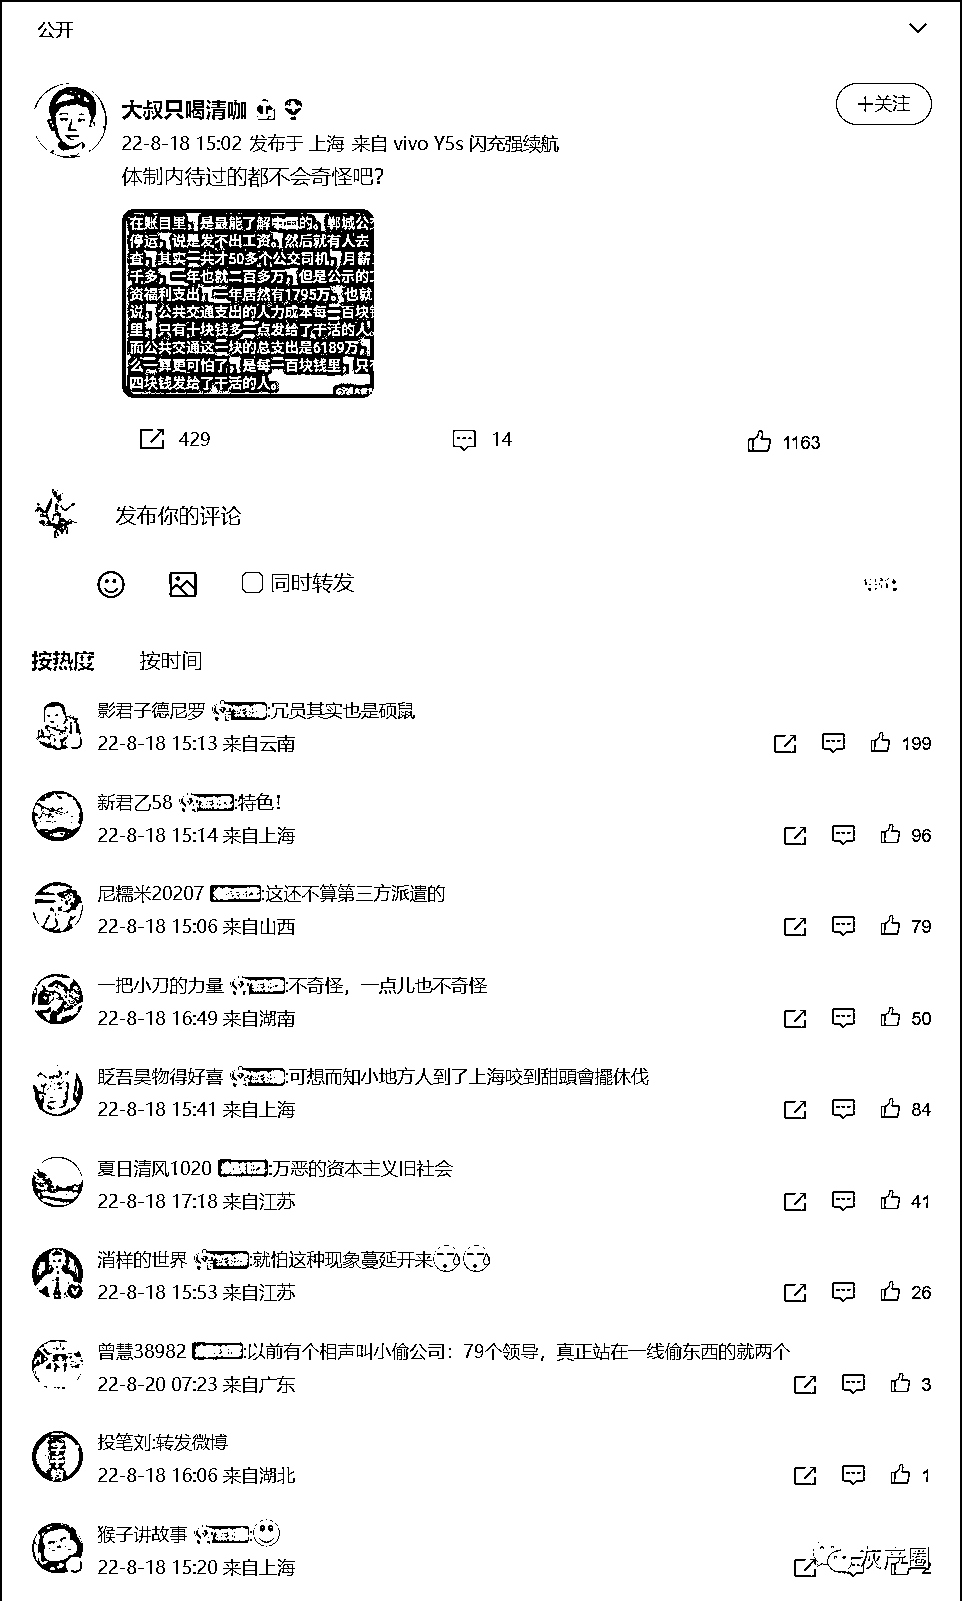 公开
大叔只喝清咖
+关注
22-8-18 15:02 发布于 上海 来自 vivo Y5s 闪充强续航
体制内待过的都不会奇怪吧？
在账目里，是最能了解中国的。郸城公
停运，说是发不出工资。然后就有人去
查，其实一共才50多个公交司机，月薪
千多，一年也就二百多万，但是公示的工
资福利支出，一年居然有1795万。也就
说，公共交通支出的人力成本每一百块
里，只有十块钱多一点发给了干活的人
而公共交通这一块的总支出是6189万，
么一算更可怕了，是每一百块钱里，只有
四块钱发给了干活的人。
429
14
1163
发布你的评论
同时转发
按热度 按时间
影君子德尼罗 :冗员其实也是硕鼠
22-8-18 15:13 来自云南
199
新君乙58 :特色！
22-8-18 15:14 来自上海
96
尼糯米20207 :这还不算第三方派遣的
22-8-18 15:06 来自山西
79
一把小刀的力量 :不奇怪，一点儿也不奇怪
22-8-18 16:49 来自湖南
50
眨吾昊物得好喜 :可想而知小地方人到了上海咬到甜頭會擺休伐
22-8-18 15:41 来自上海
84
夏日清风1020 :万恶的资本主义旧社会
22-8-18 17:18 来自江苏
41
消样的世界 :就怕这种现象蔓延开来
22-8-18 15:53 来自江苏
26
曾慧38982 :以前有个相声叫小偷公司：79个领导，真正站在一线偷东西的就两个
22-8-20 07:23 来自广东
3
投笔刘:转发微博
22-8-18 16:06 来自湖北
1
猴子讲故事 :
22-8-18 15:20 来自上海
2
灰产圈